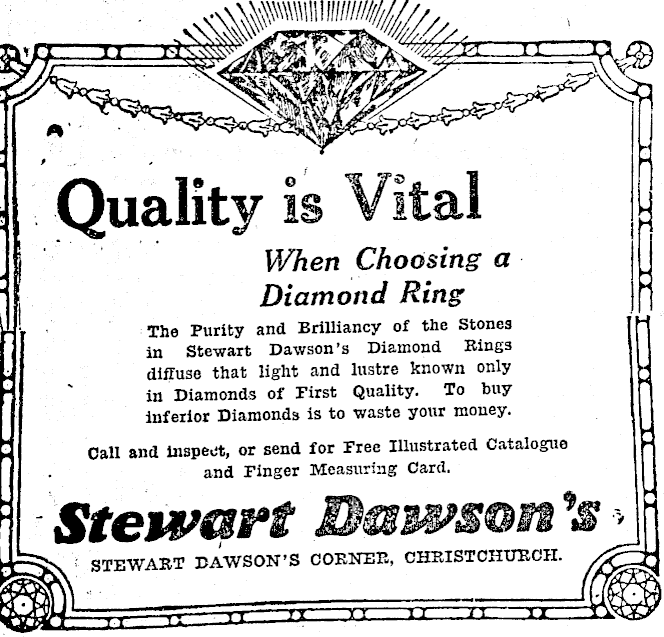 Quality is Vital
When Choosing a
Diamond Ring
The Purity and Brilliancy of the Stones
in Stewart Dawson's Diamond Rings
diffuse that light and lustre known only
in Diamonds of First Quality. To buy
inferior Diamonds is to waste your money.
Call and inspect, or send for Free Illustrated Catalogue
and Finger Measuring Card.
Stewart Dawson's
STEWART DAWSON'S CORNER, CHRISTCHURCH.